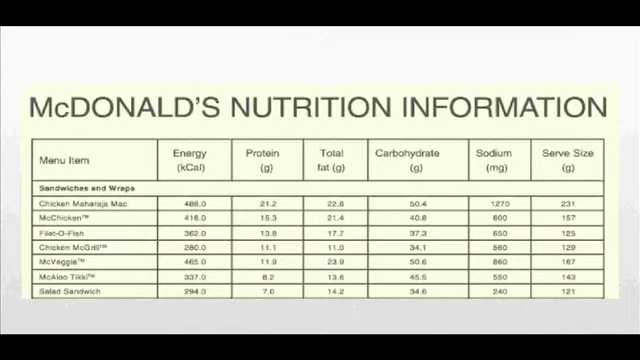 McDONALD'S NUTRITION INFORMATION
Menu Item Energy (kCal) Protein (g) Total fat (g) Carbohydrate (g) Sodium (mg) Serve Size (g)
Sandwiches and Wraps
Chicken Maharaja Mac 488.0 21.2 22.8 50.4 1270 231
McChicken™ 416.0 15.3 21.4 40.8 600 157
Filet-O-Fish 362.0 13.8 17.7 37.3 650 125
Chicken McGrill™ 280.0 11.1 11.0 34.1 560 129
McVeggie™ 465.0 11.9 23.9 50.6 860 167
McAloo Tikki™ 337.0 8.2 13.6 45.5 550 143
Salad Sandwich 294.0 7.0 14.2 34.6 240 121